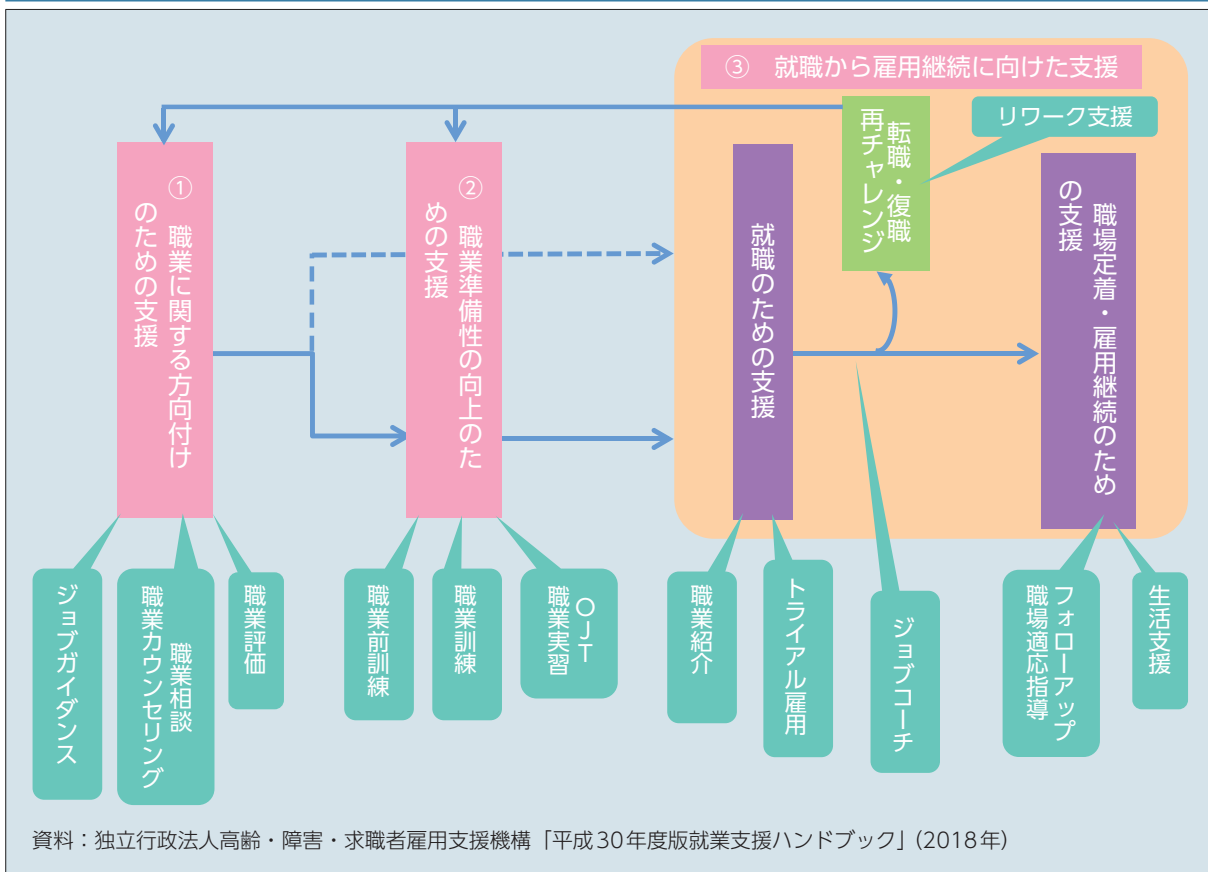 ③ 就職から雇用継続に向けた支援
リワーク支援
転職・復職
再チャレンジ
① 職業に関する方向付け
のための支援
② 職業準備性の向上のた
めの支援
就職のための支援
職場定着・雇用継続のため
の支援
ジョブガイダンス
職業相談
職業カウンセリング
職業評価
職業前訓練
職業訓練
OJT
職業実習
職業紹介
トライアル雇用
ジョブコーチ
フォローアップ
職場適応指導
生活支援
資料：独立行政法人高齢・障害・求職者雇用支援機構「平成30年度版就業支援ハンドブック」(2018年)